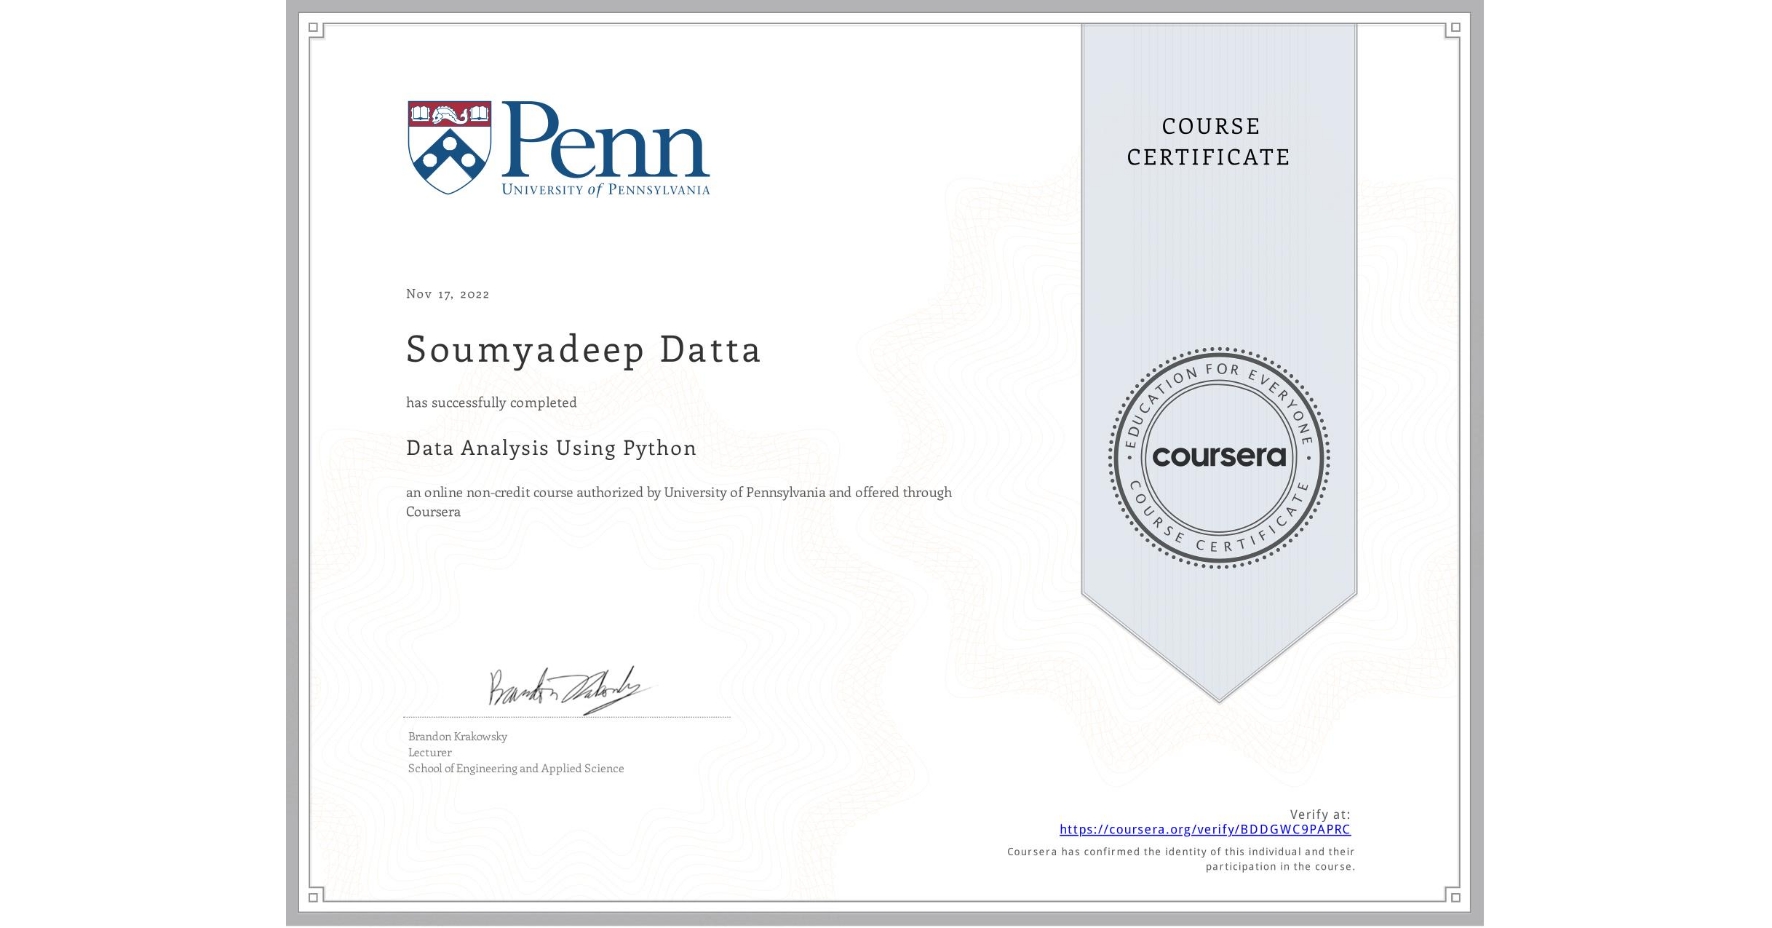 Penn
UNIVERSITY of PENNSYLVANIA
COURSE
CERTIFICATE
Nov 17, 2022
Soumyadeep Datta
has successfully completed
Data Analysis Using Python
an online non-credit course authorized by University of Pennsylvania and offered through
Coursera
EDUCATION FOR EVERYONE
coursera
COURSE CERTIFICATE
Brandon Krakowsky
Lecturer
School of Engineering and Applied Science
Verify at:
https://coursera.org/verify/BDDGWC9PAPRC
Coursera has confirmed the identity of this individual and their
participation in the course.